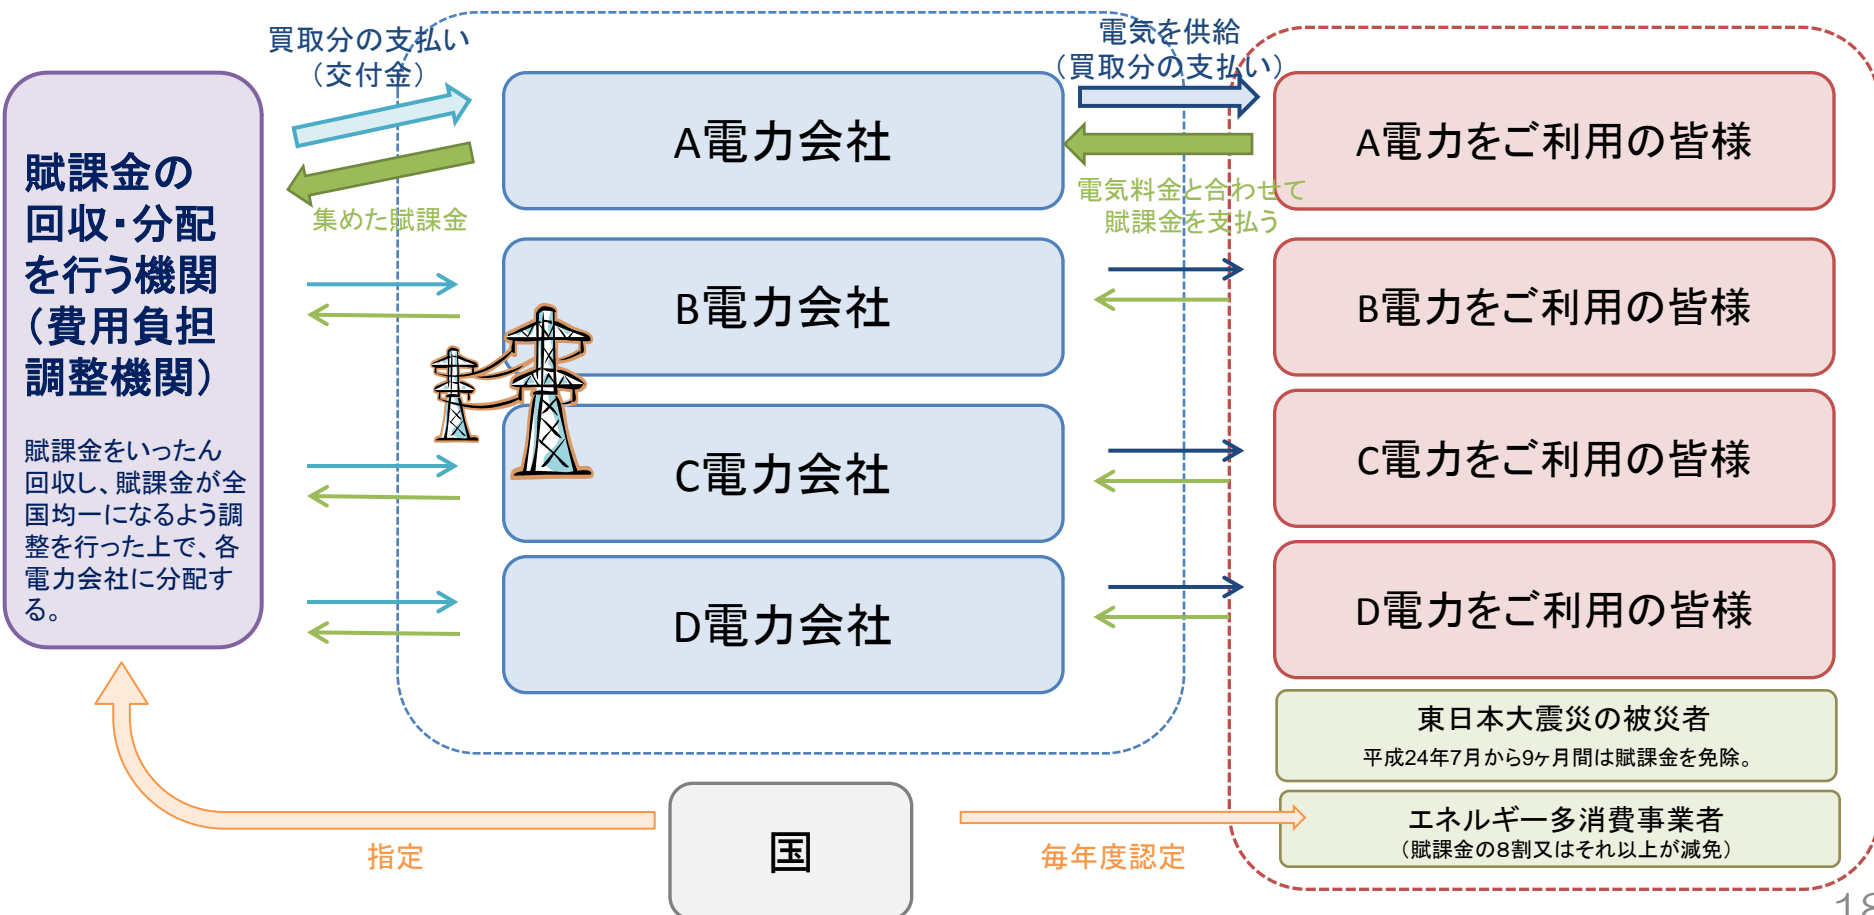 買取分の支払い
（交付金）
電気を供給
（買取分の支払い）
賦課金の
回収・分配
を行う機関
（費用負担
調整機関）
賦課金をいったん
回収し、賦課金が全
国均一になるよう調
整を行った上で、各
電力会社に分配す
る。
集めた賦課金
A電力会社
B電力会社
C電力会社
D電力会社
電気料金と合わせて
賦課金を支払う
A電力をご利用の皆様
B電力をご利用の皆様
C電力をご利用の皆様
D電力をご利用の皆様
東日本大震災の被災者
平成24年7月から9ヶ月間は賦課金を免除。
エネルギー多消費事業者
（賦課金の8割又はそれ以上が減免）
指定
国
毎年度認定
18